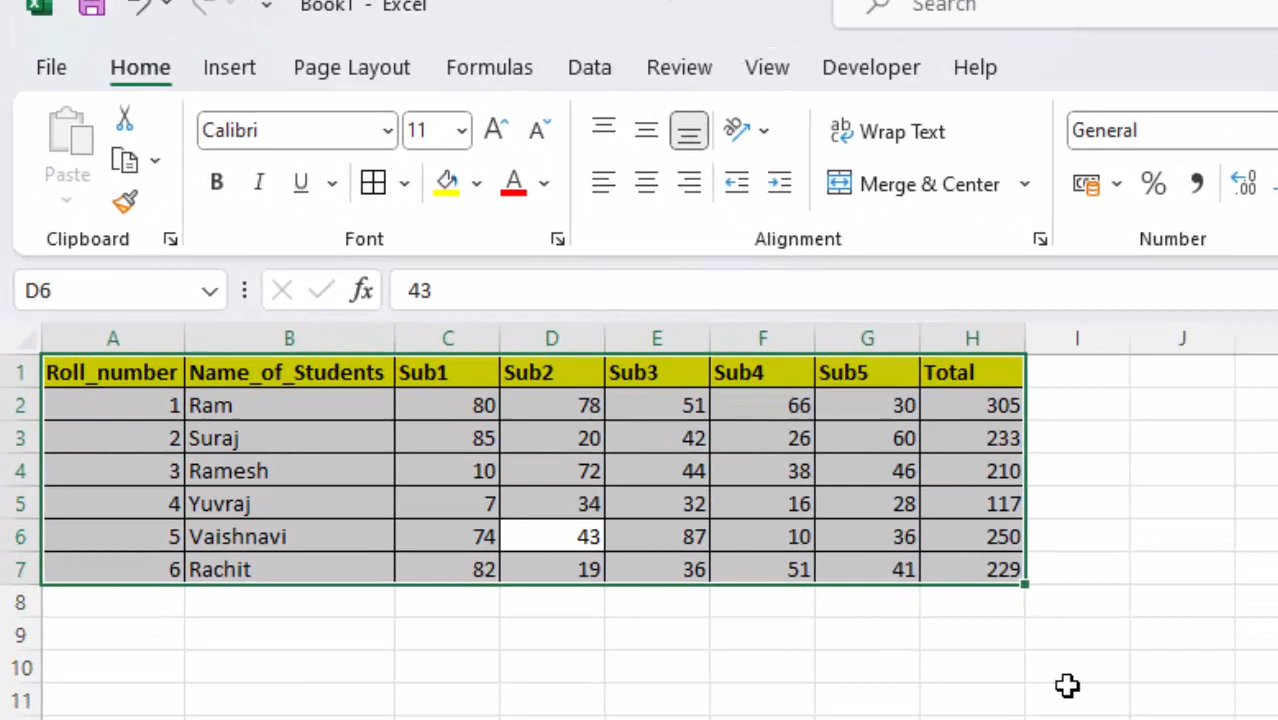 Book1 - Excel
Search
File Home Insert Page Layout Formulas Data Review View Developer Help
Calibri 11 Wrap Text General
Paste B I U Merge & Center
Clipboard Font Alignment Number
D6 fx 43
A B C D E F G H I J
1 Roll_number Name_of_Students Sub1 Sub2 Sub3 Sub4 Sub5 Total
2 1 Ram 80 78 51 66 30 305
3 2 Suraj 85 20 42 26 60 233
4 3 Ramesh 10 72 44 38 46 210
5 4 Yuvraj 7 34 32 16 28 117
6 5 Vaishnavi 74 43 87 10 36 250
7 6 Rachit 82 19 36 51 41 229
8
9
10
11